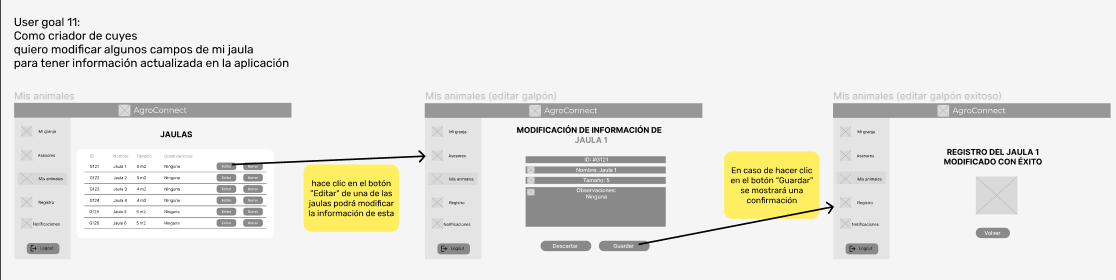 User goal 11:
Como criador de cuyes
quiero modificar algunos campos de mi jaula
para tener información actualizada en la aplicación
Mis animales
AgroConnect
Mi granja
Asesores
Mis animales
Registro
Notificaciones
Logout
JAULAS
ID Nombre Tamaño Observaciones
G121 Jaula 1 5 m2 Ninguna Editar Borrar
G122 Jaula 2 5 m2 Ninguna Editar Borrar
G123 Jaula 3 4 m2 Ninguna Editar Borrar
G124 Jaula 4 4 m2 Ninguna Editar Borrar
G125 Jaula 5 6 m2 Ninguna Editar Borrar
G126 Jaula 6 5 m2 Ninguna Editar Borrar
hace clic en el botón
"Editar" de una de las
jaulas podrá modificar
la información de esta
Mis animales (editar galpón)
AgroConnect
Mi granja
Asesores
Mis animales
Registro
Notificaciones
Logout
MODIFICACIÓN DE INFORMACIÓN DE
JAULA 1
ID: #G121
Nombre: Jaula 1
Tamaño: 5
Observaciones:
Ninguna
Descartar
Guardar
En caso de hacer clic
en el botón "Guardar"
se mostrará una
confirmación
Mis animales (editar galpón exitoso)
AgroConnect
Mi granja
Asesores
Mis animales
Registro
Notificaciones
Logout
REGISTRO DEL JAULA 1
MODIFICADO CON ÉXITO
Volver